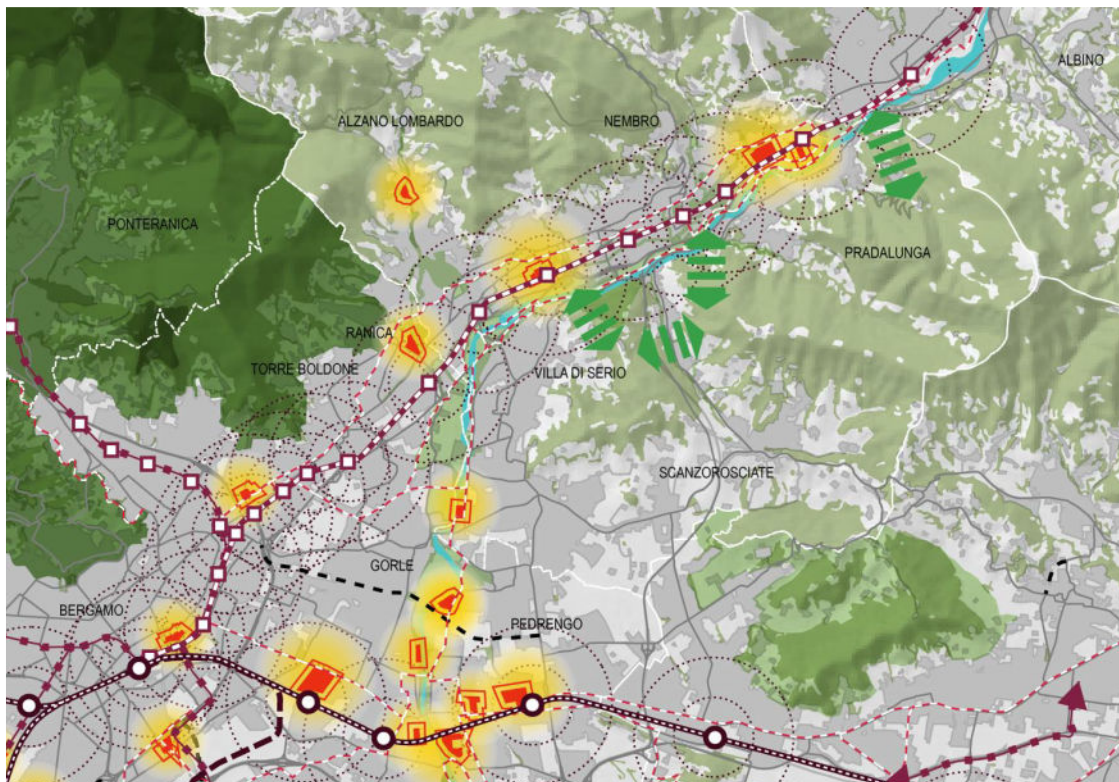 ALBINO
ALZANO LOMBARDO
NEMBRO
PONTERANICA
PRADALUNGA
RANICA
TORRE BOLDONE
VILLA DI SERIO
SCANZOROSCIATE
GORLE
BERGAMO
PEDRENGO